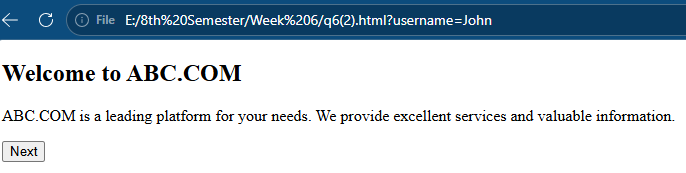 File E:/8th%20Semester/Week%206/q6(2).html?username=John
Welcome to ABC.COM
ABC.COM is a leading platform for your needs. We provide excellent services and valuable information.
Next